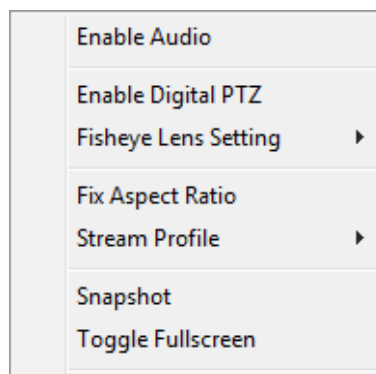 Enable Audio
Enable Digital PTZ
Fisheye Lens Setting
Fix Aspect Ratio
Stream Profile
Snapshot
Toggle Fullscreen